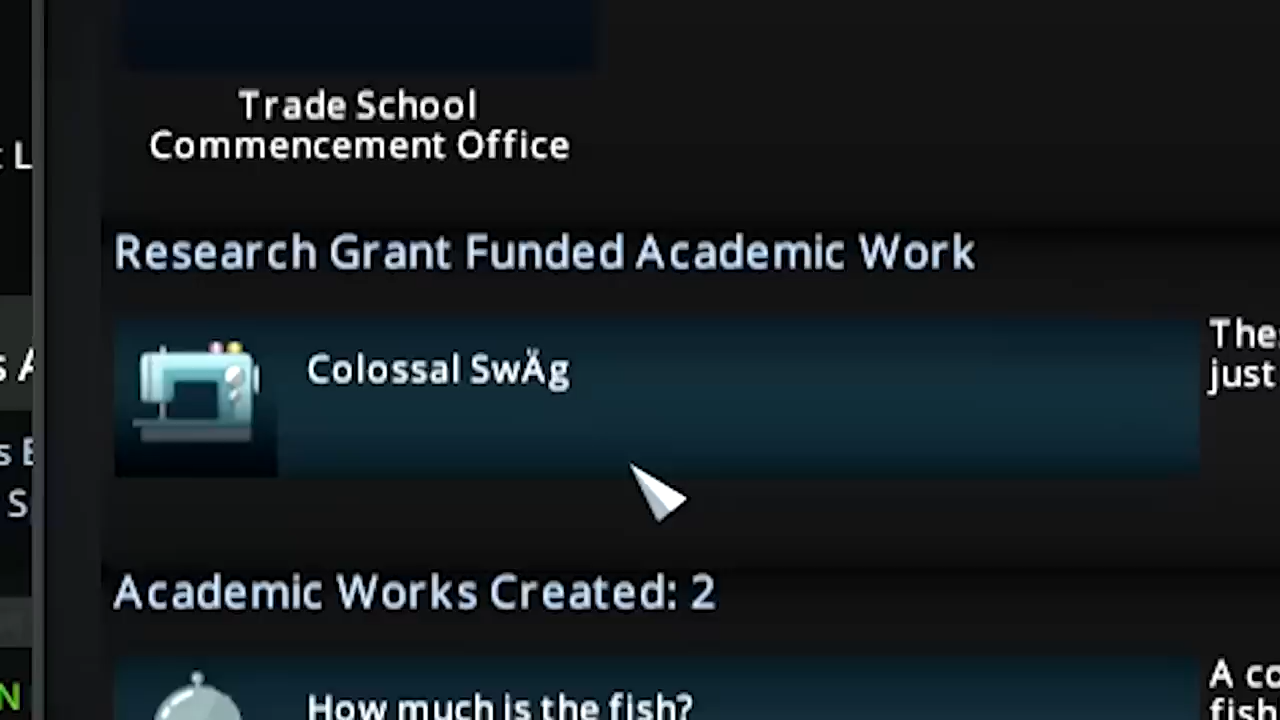 Trade School
Commencement Office
Research Grant Funded Academic Work
Colossal SwÄg
just
Academic Works Created: 2
How much is the fish?